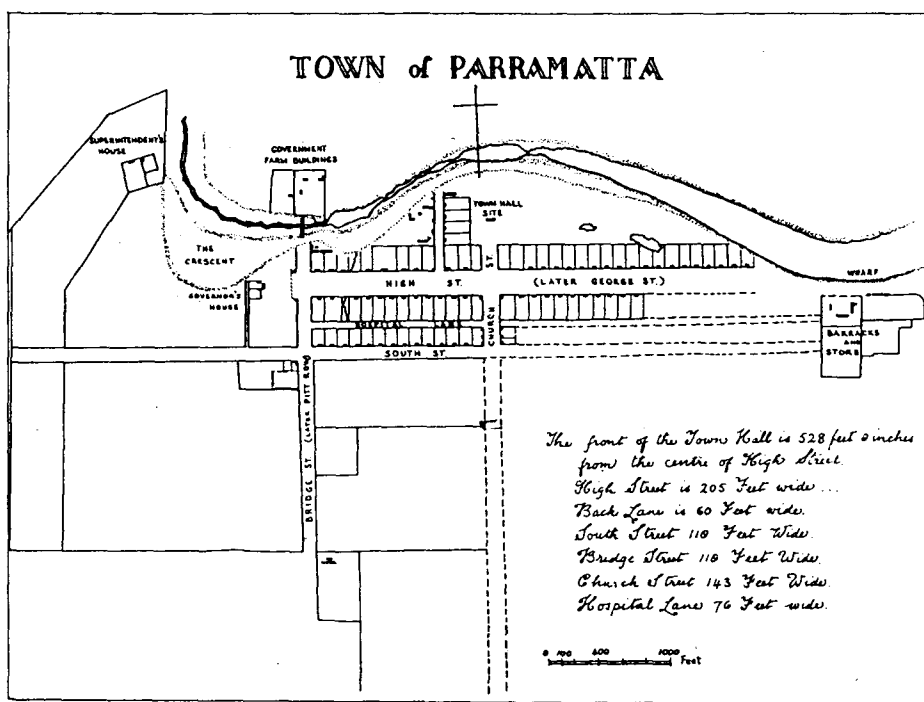 TOWN of PARRAMATTA
SUPERINTENDENT'S
HOUSE
GOVERNMENT
FARM BUILDINGS
TOWN HALL
SITE
THE
CRESCENT
GOVERNOR'S
HOUSE
HIGH ST. (LATER GEORGE ST.)
WHARF
HOSPITAL LANE
CHURCH ST.
SOUTH ST.
BARRACKS
AND
STORE
BRIDGE ST. (LATER PITT ROW)
The front of the Town Hall is 528 feet 0 inches
from the centre of High Street.
High Street is 205 Feet wide...
Back Lane is 60 Feet wide.
South Street 118 Feet Wide.
Bridge Street 118 Feet Wide.
Church Street 143 Feet Wide.
Hospital Lane 76 Feet wide.
0 100 600 1000 Feet